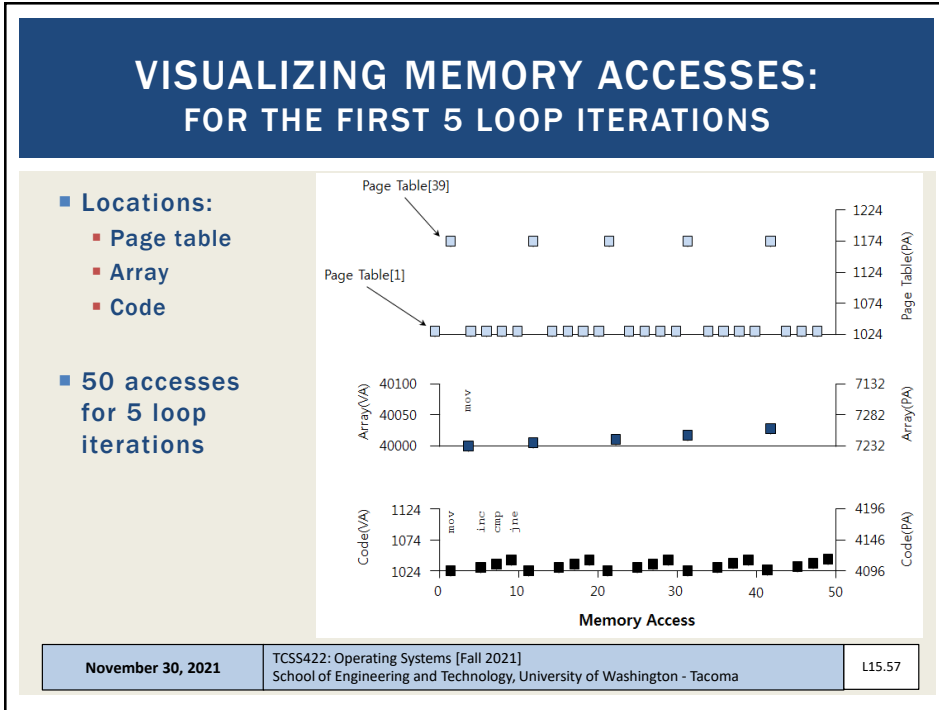 VISUALIZING MEMORY ACCESSES:
FOR THE FIRST 5 LOOP ITERATIONS
Locations:
Page table
Array
Code
50 accesses
for 5 loop
iterations
Page Table[39]
Page Table[1]
1224
1174
1124
1074
1024
Page Table(PA)
Array(VA)
40100
40050
40000
mov
7132
7282
7232
Array(PA)
Code(VA)
1124
1074
1024
mov
inc
cmp
jne
4196
4146
4096
Code(PA)
0 10 20 30 40 50
Memory Access
November 30, 2021
TCSS422: Operating Systems [Fall 2021]
School of Engineering and Technology, University of Washington - Tacoma
L15.57